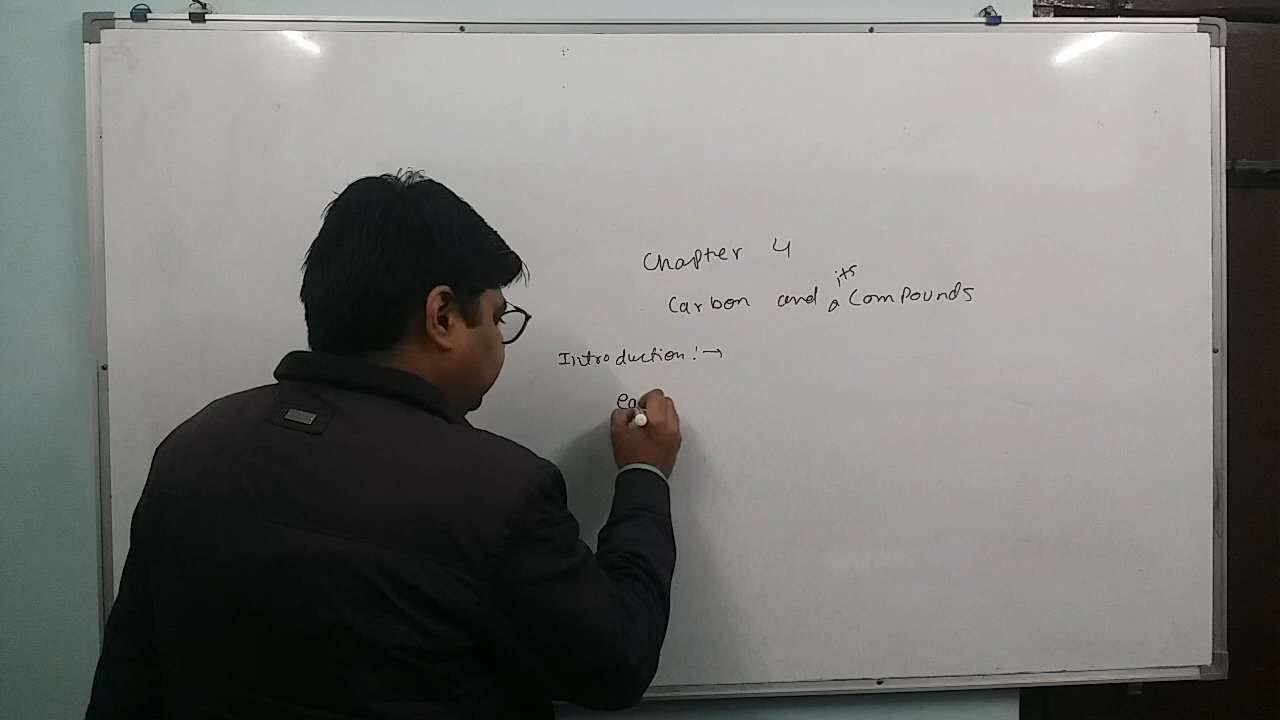 Chapter 4
Carbon and its Compounds
Introduction:→